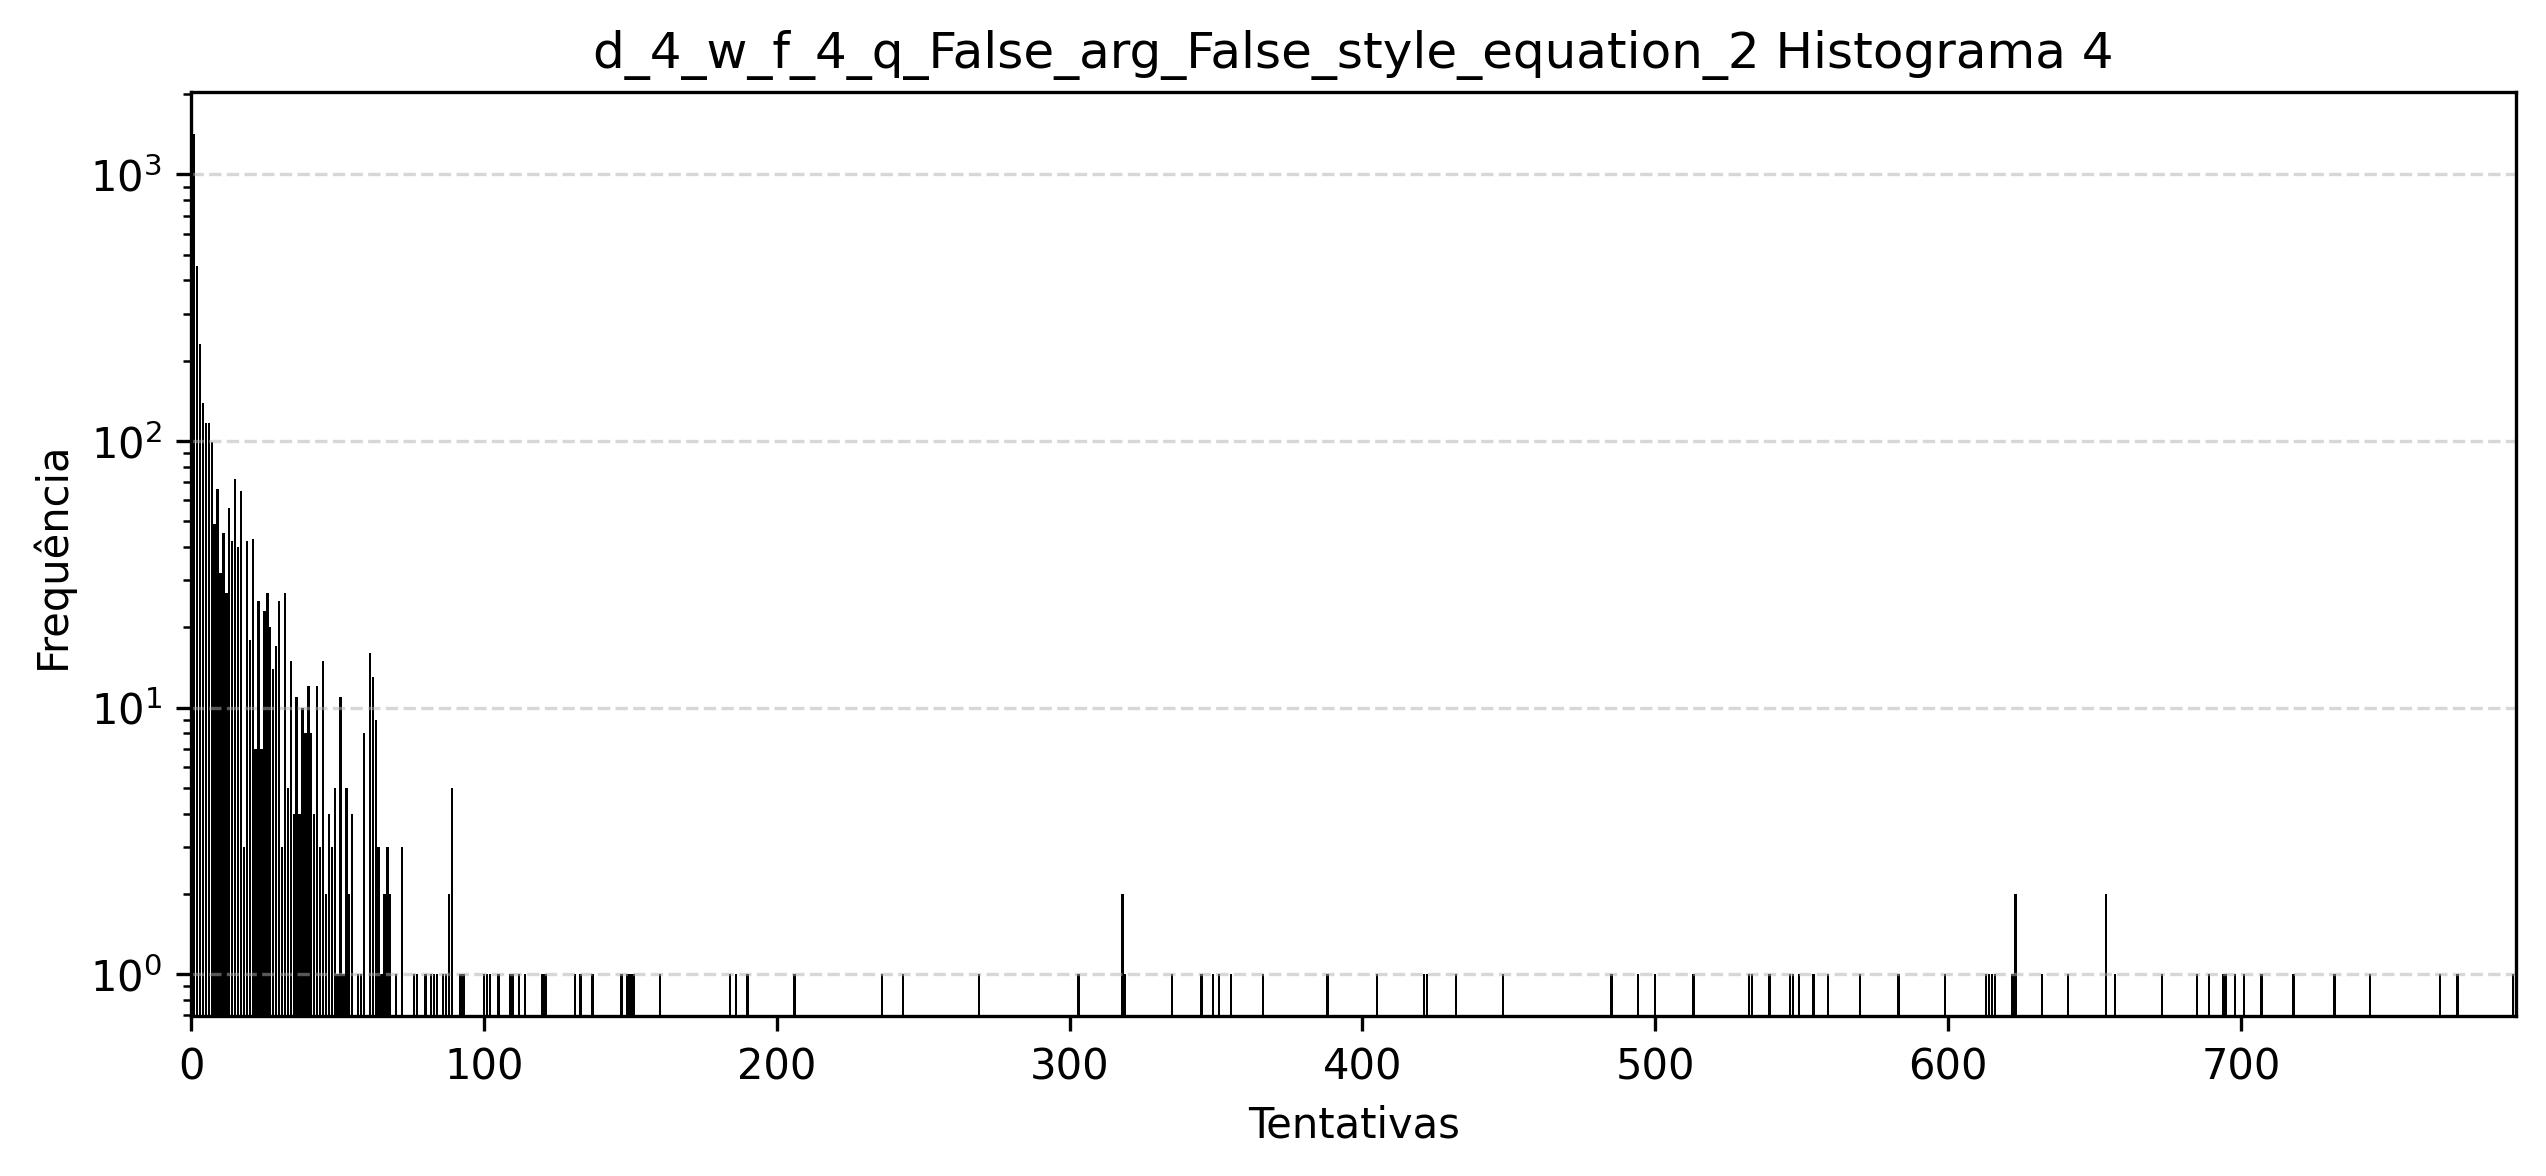 d_4_w_f_4_q_False_arg_False_style_equation_2 Histograma 4
10³
10²
10¹
10⁰
Frequência
0 100 200 300 400 500 600 700
Tentativas